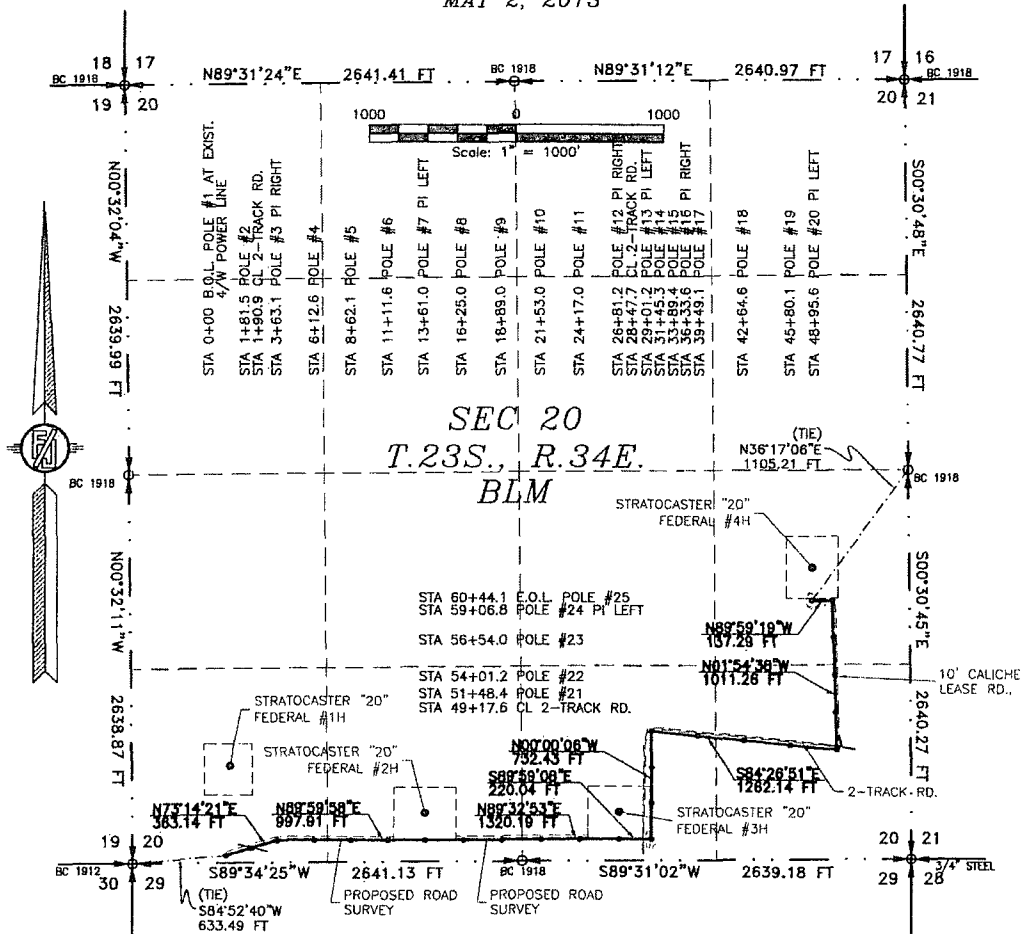 MAY 2, 2013
18 17
17 16
BC 1918
N89°31'24"E 2641.41 FT
BC 1918
N89°31'12"E 2640.97 FT
BC 1918
19 20
20 21
1000 0 1000
Scale: 1" = 1000'
N00°32'04"W 2639.99 FT
S00°30'48"E 2640.77 FT
STA 0+00 B.O.L. POLE #1 AT EXIST.
4/W POWER LINE
STA 1+81.5 POLE #2
STA 1+90.9 CL 2-TRACK RD.
STA 3+63.1 POLE #3 PI RIGHT
STA 6+12.6 POLE #4
STA 8+62.1 POLE #5
STA 11+11.6 POLE #6
STA 13+61.0 POLE #7 PI LEFT
STA 16+25.0 POLE #8
STA 18+89.0 POLE #9
STA 21+53.0 POLE #10
STA 24+17.0 POLE #11
STA 26+81.2 POLE #12 PI RIGHT
STA 28+47.7 CL 2-TRACK RD.
STA 29+01.2 POLE #13 PI LEFT
STA 31+45.3 POLE #14
STA 33+89.4 POLE #15
STA 36+33.6 POLE #16 PI RIGHT
STA 39+49.1 POLE #17
STA 42+64.6 POLE #18
STA 45+80.1 POLE #19
STA 48+95.6 POLE #20 PI LEFT
SEC 20
T.23S., R.34E.
BLM
(TIE)
N36°17'06"E
1105.21 FT
BC 1918
BC 1918
STRATOCASTER "20"
FEDERAL #4H
N00°32'11"W 2638.87 FT
S00°30'45"E 2640.27 FT
STA 60+44.1 E.O.L. POLE #25
STA 59+06.8 POLE #24 PI LEFT
STA 56+54.0 POLE #23
STA 54+01.2 POLE #22
STA 51+48.4 POLE #21
STA 49+17.6 CL 2-TRACK RD.
N89°59'19"W
137.29 FT
N01°54'36"W
1011.26 FT
10' CALICHE
LEASE RD.,
STRATOCASTER "20"
FEDERAL #1H
STRATOCASTER "20"
FEDERAL #2H
N00°00'06"W
732.43 FT
S89°59'08"E
220.04 FT
S84°26'51"E
1262.14 FT
2-TRACK RD.
N73°14'21"E
363.14 FT
N89°59'58"E
997.91 FT
N89°32'53"E
1320.19 FT
STRATOCASTER "20"
FEDERAL #3H
19 20
20 21
BC 1912
S89°34'25"W 2641.13 FT
BC 1918
S89°31'02"W 2639.18 FT
3/4" STEEL
30 29
29 28
(TIE)
S84°52'40"W
633.49 FT
PROPOSED ROAD
SURVEY
PROPOSED ROAD
SURVEY